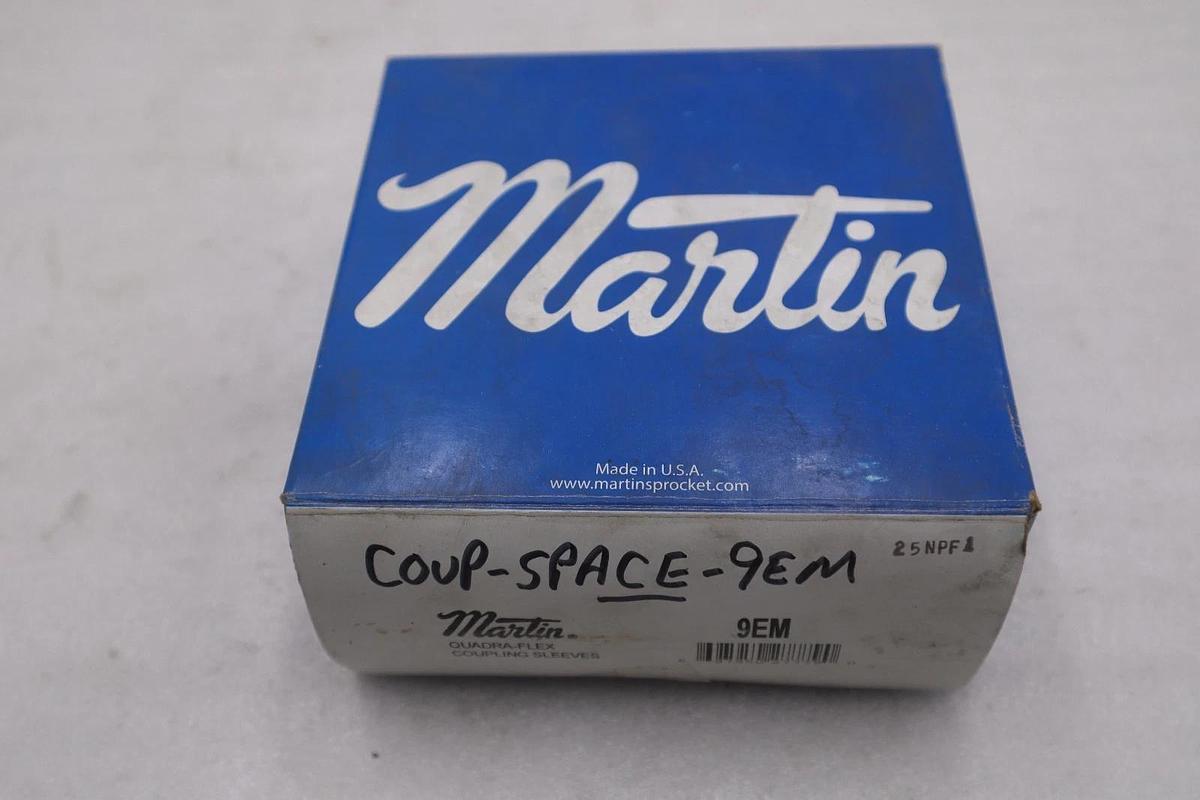 Martin
Made in U.S.A.
www.martinsprocket.com
COUP-SPACE-9EM
25NPF1
Martin
9EM
QUADRA-FLEX
COUPLING SLEEVES